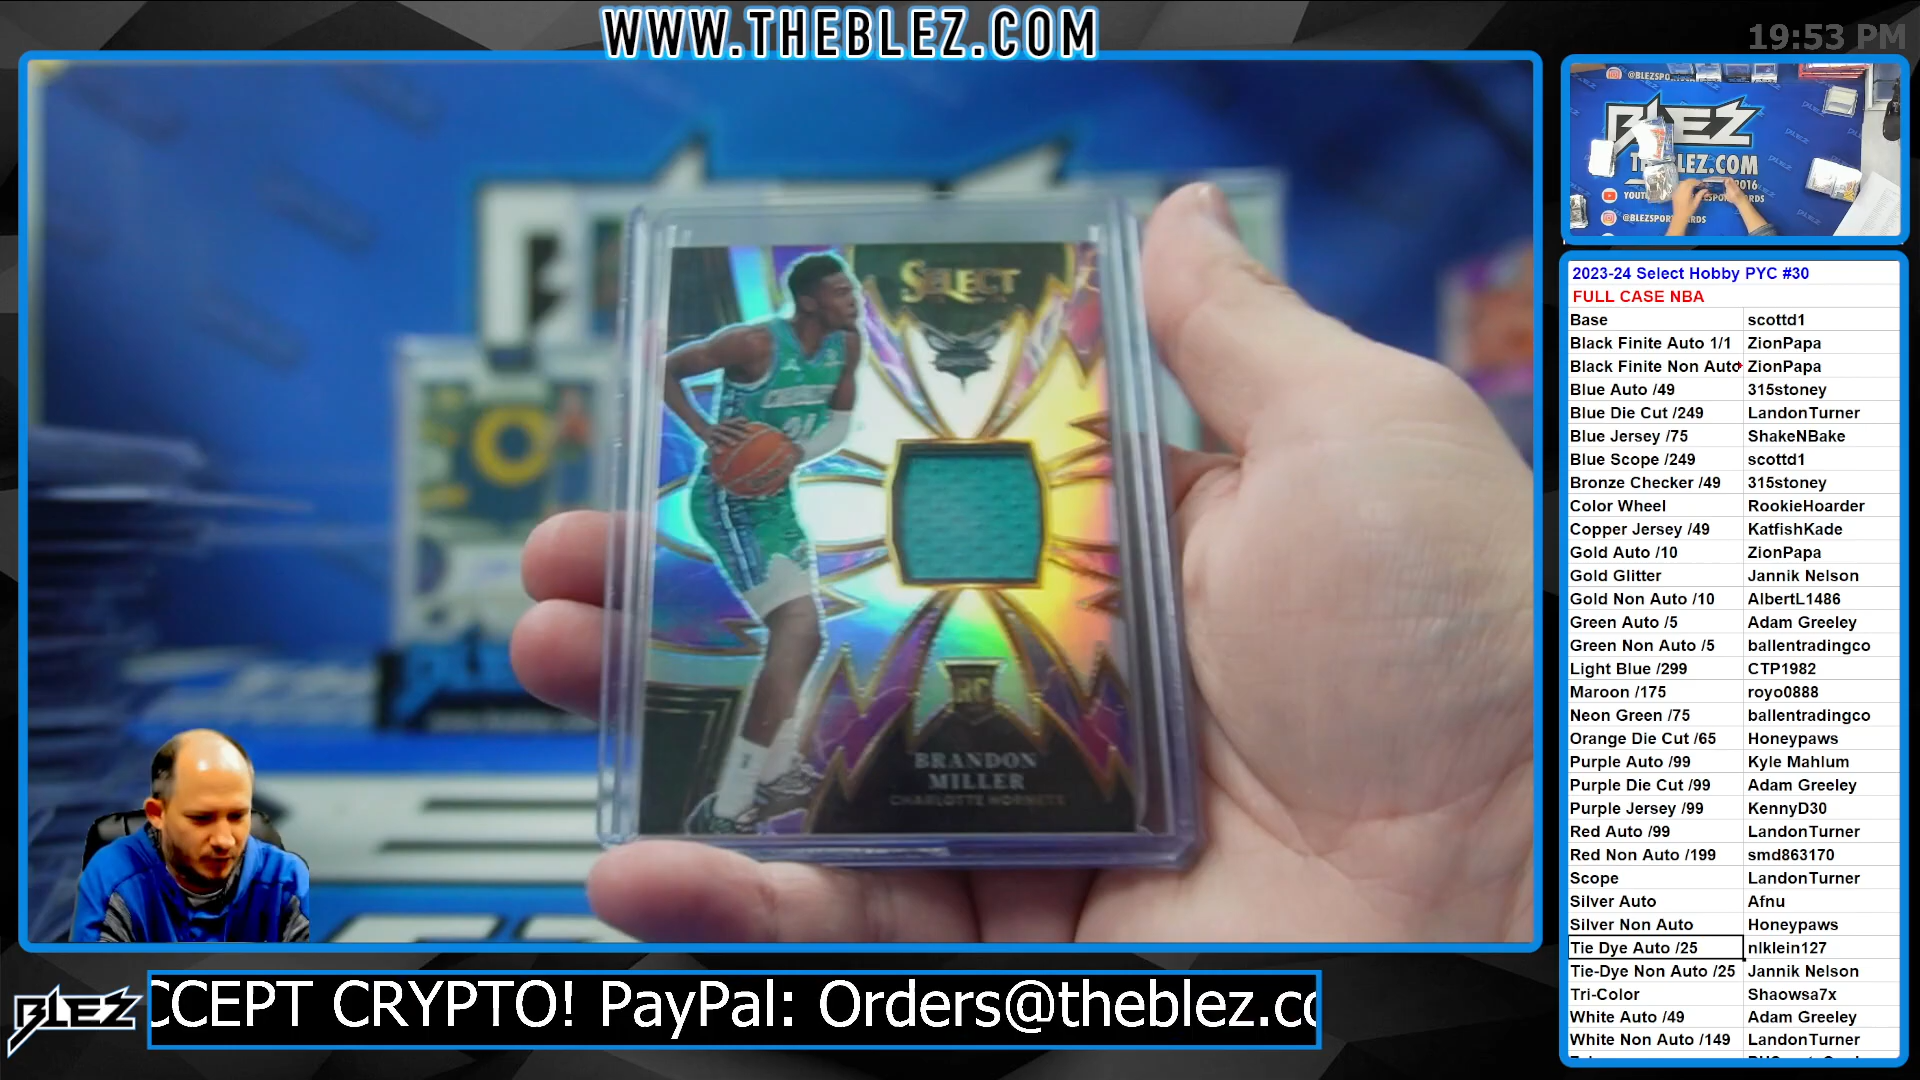 WWW.THEBLEZ.COM
19:53 PM
BLEZ
SELECT
RC
BRANDON
MILLER
CHARLOTTE HORNETS
2023-24 Select Hobby PYC #30
FULL CASE NBA
Base scottd1
Black Finite Auto 1/1 ZionPapa
Black Finite Non Auto ZionPapa
Blue Auto /49 315stoney
Blue Die Cut /249 LandonTurner
Blue Jersey /75 ShakeNBake
Blue Scope /249 scottd1
Bronze Checker /49 315stoney
Color Wheel RookieHoarder
Copper Jersey /49 KatfishKade
Gold Auto /10 ZionPapa
Gold Glitter Jannik Nelson
Gold Non Auto /10 AlbertL1486
Green Auto /5 Adam Greeley
Green Non Auto /5 ballentradingco
Light Blue /299 CTP1982
Maroon /175 royo0888
Neon Green /75 ballentradingco
Orange Die Cut /65 Honeypaws
Purple Auto /99 Kyle Mahlum
Purple Die Cut /99 Adam Greeley
Purple Jersey /99 KennyD30
Red Auto /99 LandonTurner
Red Non Auto /199 smd863170
Scope LandonTurner
Silver Auto Afnu
Silver Non Auto Honeypaws
Tie Dye Auto /25 nlklein127
Tie-Dye Non Auto /25 Jannik Nelson
Tri-Color Shaowsa7x
White Auto /49 Adam Greeley
White Non Auto /149 LandonTurner
BLEZ
CCEPT CRYPTO! PayPal: Orders@theblez.co